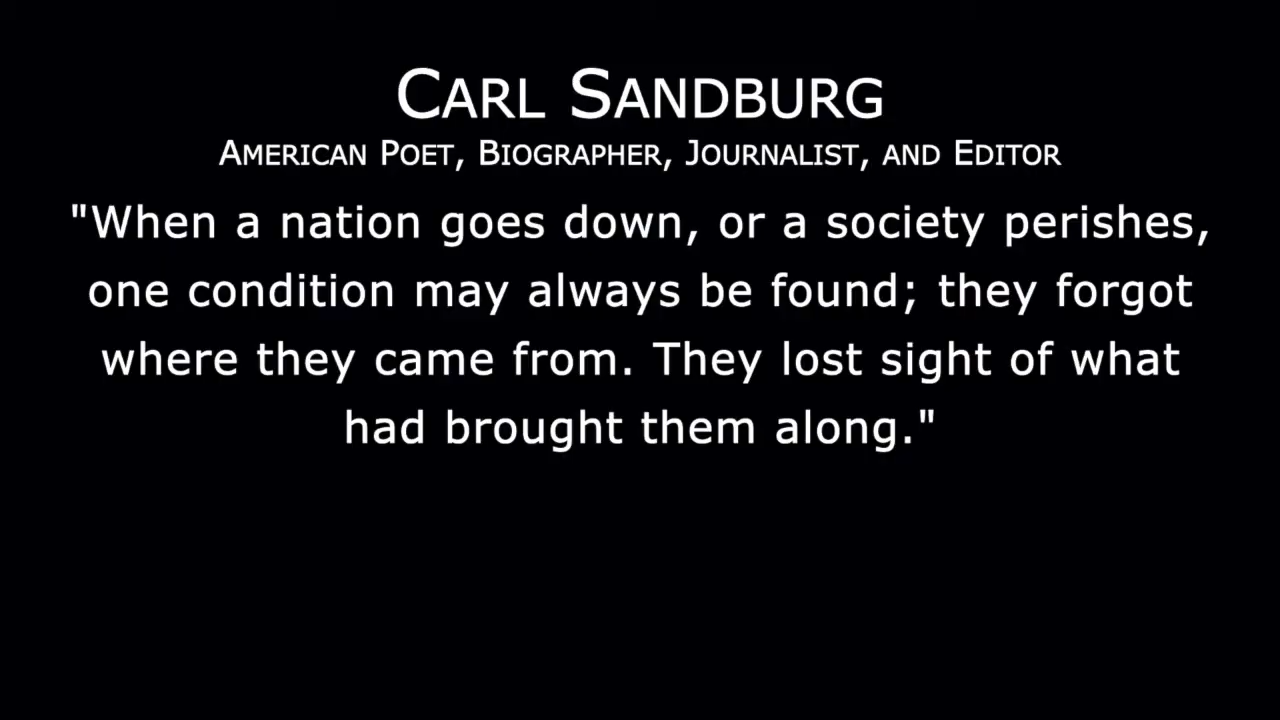 CARL SANDBURG
AMERICAN POET, BIOGRAPHER, JOURNALIST, AND EDITOR
"When a nation goes down, or a society perishes,
one condition may always be found; they forgot
where they came from. They lost sight of what
had brought them along."